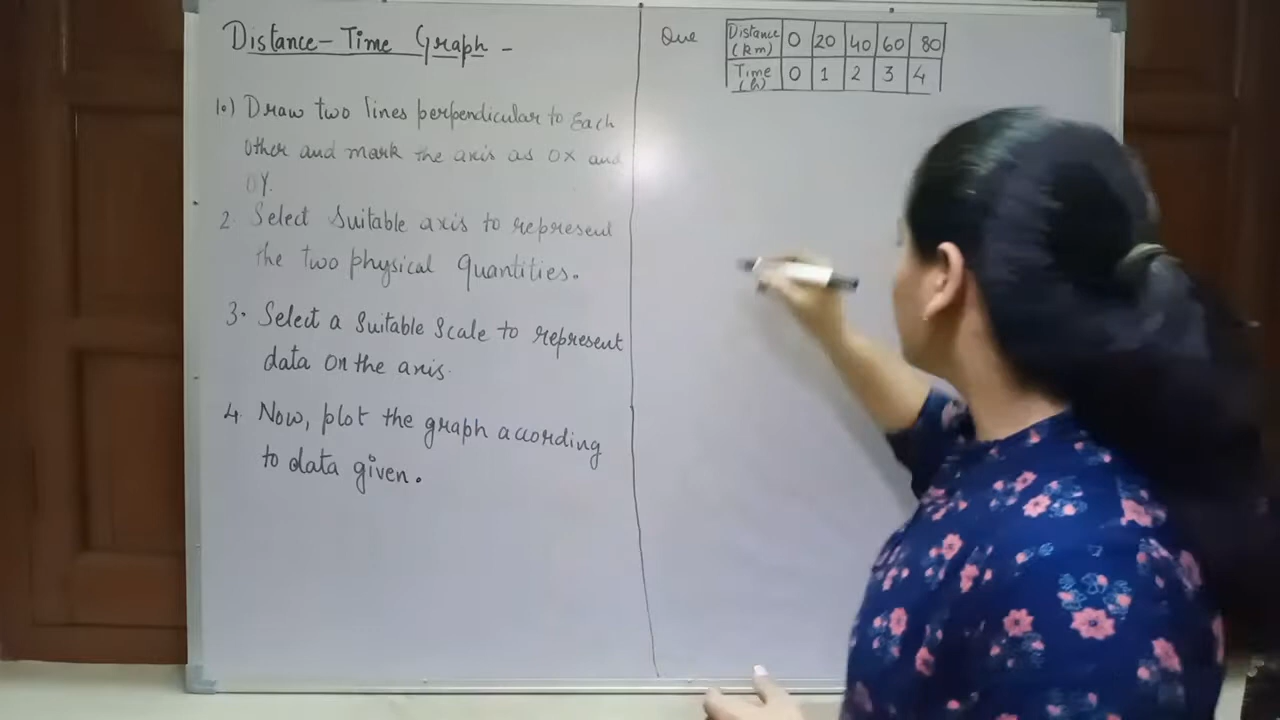 Distance-Time Graph -
1.) Draw two lines perpendicular to Each
Other and mark the axis as OX and
OY.
2. Select Suitable axis to represent
the two physical Quantities.
3. Select a Suitable Scale to represent
data on the axis.
4. Now, plot the graph acording
to data given.
Que
Distance (km) 0 20 40 60 80
Time (h) 0 1 2 3 4